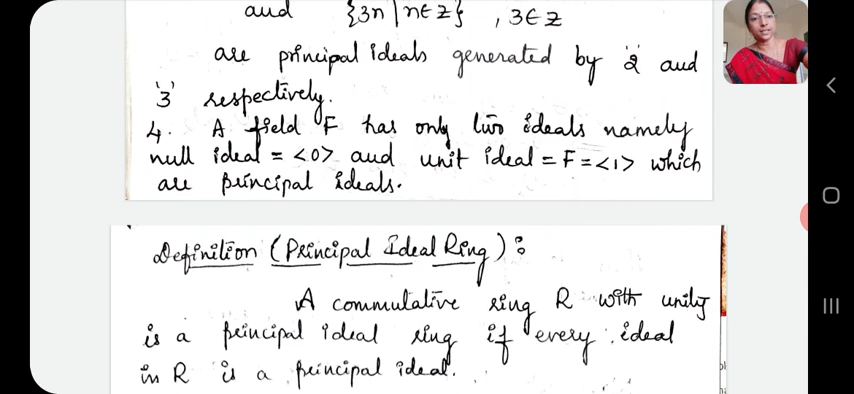 and {3n | n∈Z} , 3∈Z
are principal ideals generated by '2' and
'3' respectively.
4. A field F has only two ideals namely
null ideal = <0> and unit ideal = F = <1> which
are principal ideals.
Definition (Principal Ideal Ring) :
A commutative ring R with unity
is a principal ideal ring if every ideal
in R is a principal ideal.